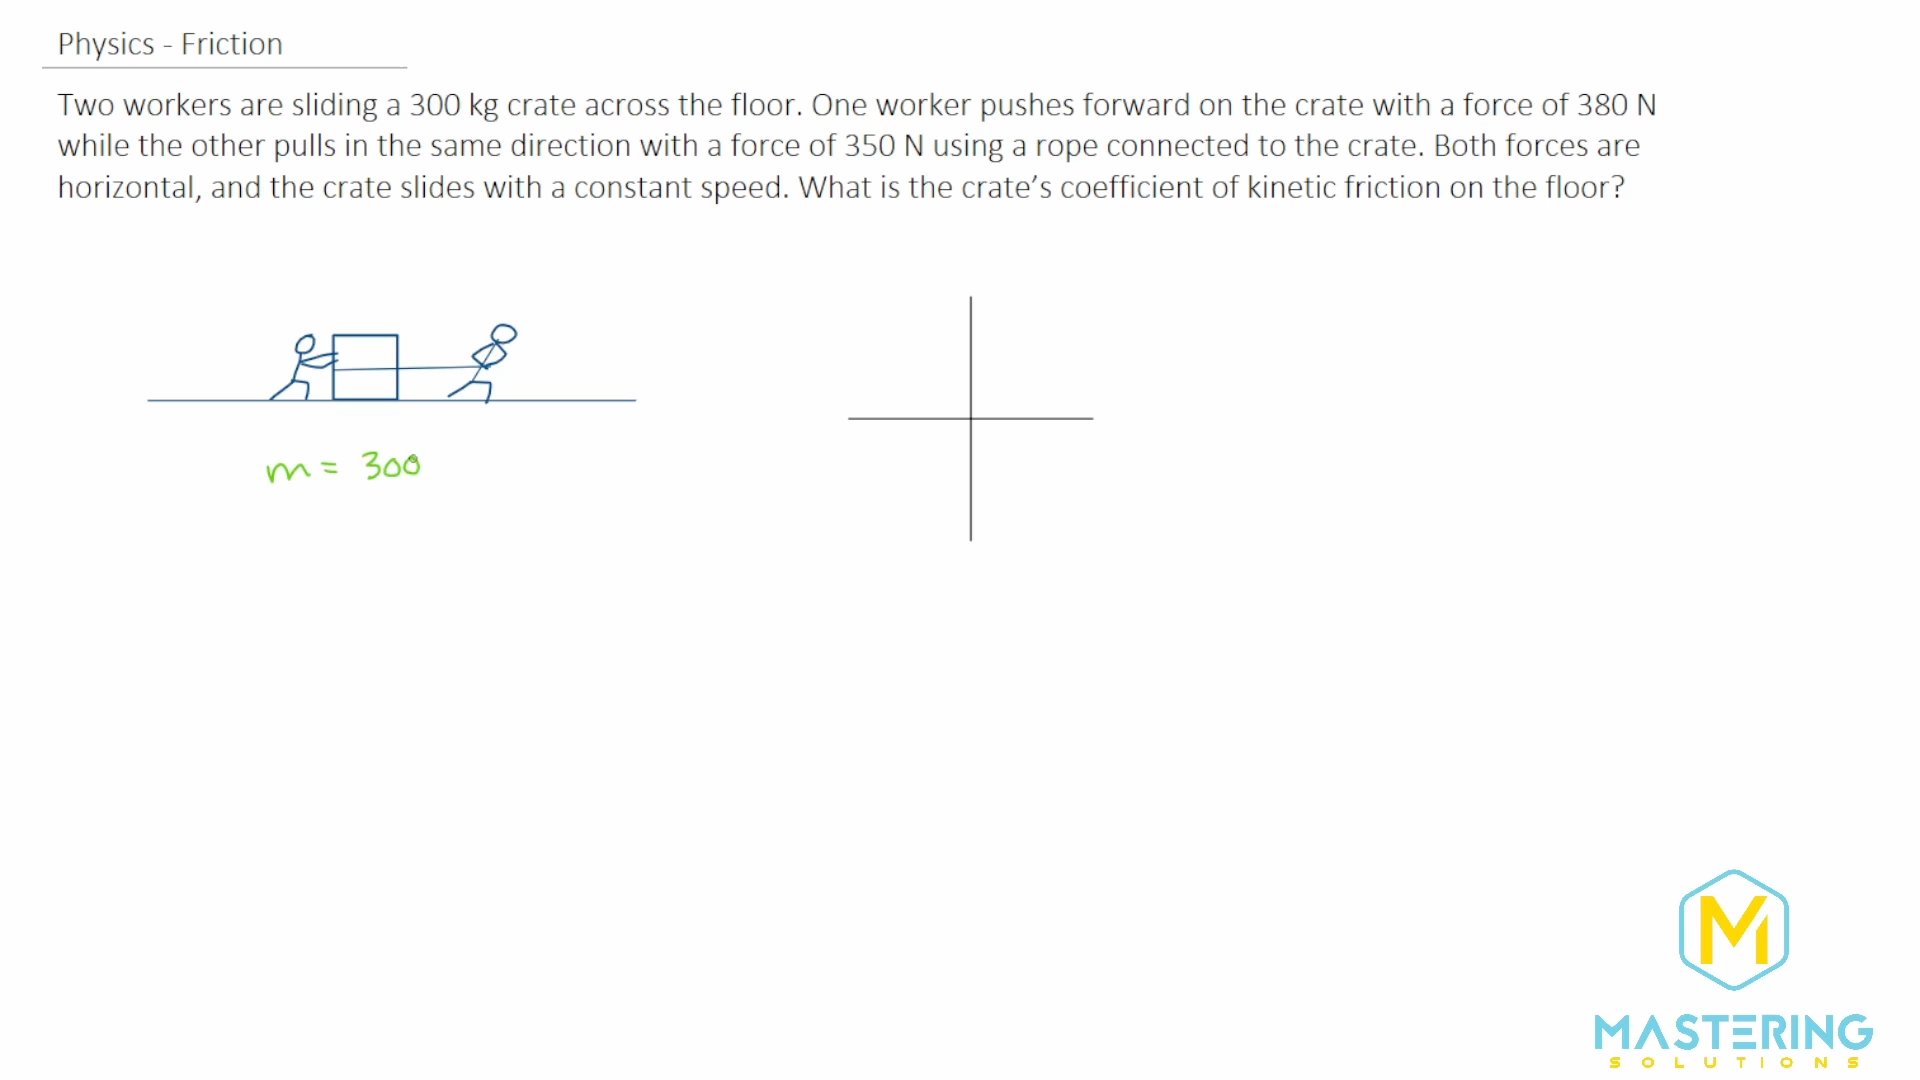 Physics - Friction
Two workers are sliding a 300 kg crate across the floor. One worker pushes forward on the crate with a force of 380 N
while the other pulls in the same direction with a force of 350 N using a rope connected to the crate. Both forces are
horizontal, and the crate slides with a constant speed. What is the crate’s coefficient of kinetic friction on the floor?
m = 300
M
MASTERING
SOLUTIONS